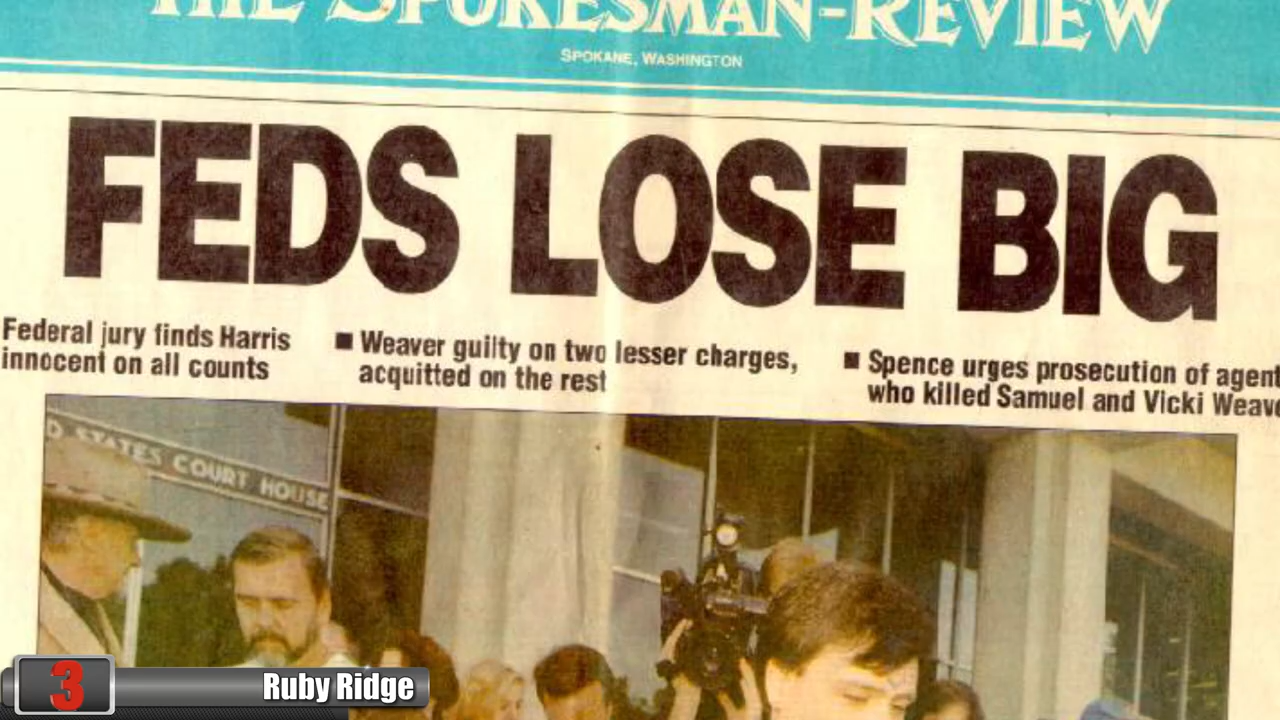 THE SPOKESMAN-REVIEW
SPOKANE, WASHINGTON
FEDS LOSE BIG
Federal jury finds Harris
innocent on all counts
■ Weaver guilty on two lesser charges,
acquitted on the rest
■ Spence urges prosecution of agent
who killed Samuel and Vicki Weave
STATES COURT HOUSE
3
Ruby Ridge